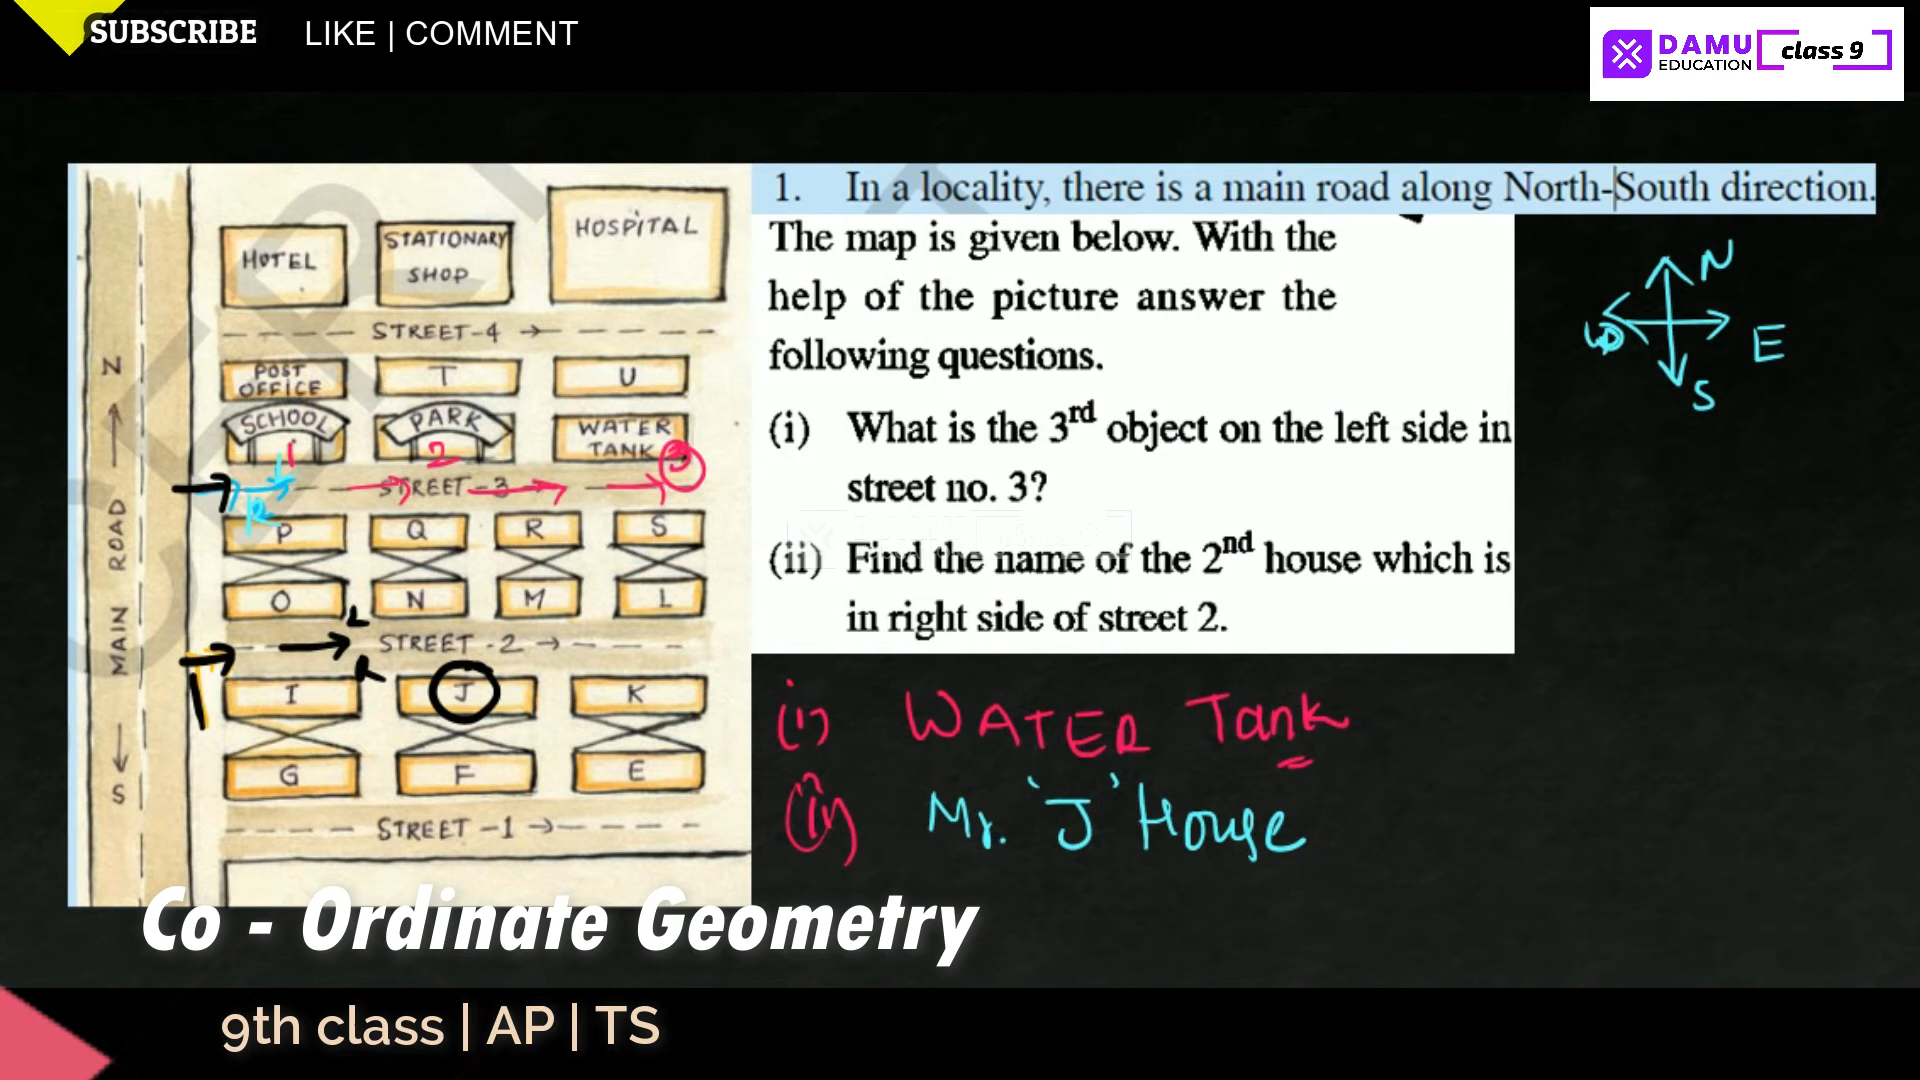 SUBSCRIBE LIKE | COMMENT
DAMU EDUCATION class 9
1. In a locality, there is a main road along North-South direction.
The map is given below. With the
help of the picture answer the
following questions.
(i) What is the 3rd object on the left side in
street no. 3?
(ii) Find the name of the 2nd house which is
in right side of street 2.
N
W E
S
HOTEL STATIONARY SHOP HOSPITAL
STREET-4
POST OFFICE T U
SCHOOL PARK WATER TANK
1 2 3
STREET-3
R
P Q R S
O N M L
L
STREET-2
R
I J K
G F E
STREET-1
N
MAIN ROAD
S
(i) WATER Tank
(ii) Mr. 'J' House
Co - Ordinate Geometry
9th class | AP | TS